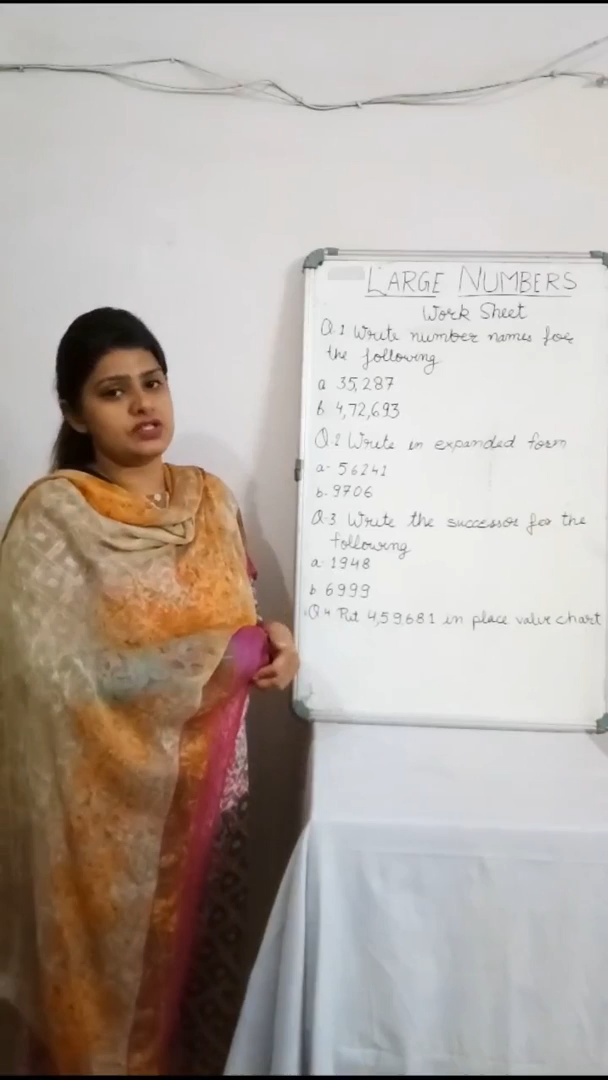 LARGE NUMBERS
Work Sheet
Q.1 Write number names for
the following
a 35,287
b 4,72,693
Q.2 Write in expanded form
a. 56241
b. 9706
Q.3 Write the successor for the
following
a. 1948
b 6999
Q 4 Put 4,59,681 in place value chart